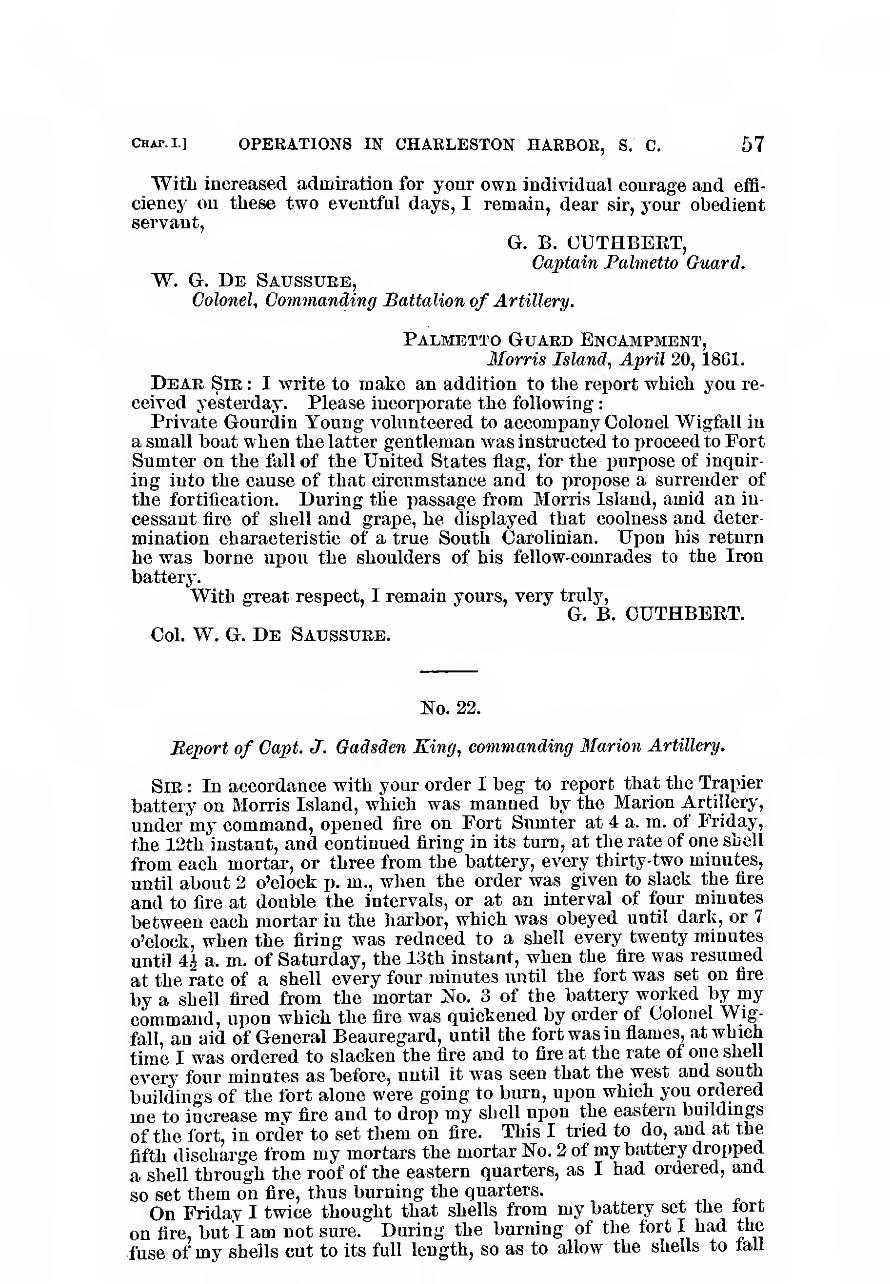 CHAP. I.] OPERATIONS IN CHARLESTON HARBOR, S. C. 57
With increased admiration for your own individual courage and effi-
ciency on these two eventful days, I remain, dear sir, your obedient
servant,
G. B. CUTHBERT,
Captain Palmetto Guard.
W. G. DE SAUSSURE,
Colonel, Commanding Battalion of Artillery.
PALMETTO GUARD ENCAMPMENT,
Morris Island, April 20, 1861.
DEAR SIR: I write to make an addition to the report which you re-
ceived yesterday. Please incorporate the following:
Private Gourdin Young volunteered to accompany Colonel Wigfall in
a small boat when the latter gentleman was instructed to proceed to Fort
Sumter on the fall of the United States flag, for the purpose of inquir-
ing into the cause of that circumstance and to propose a surrender of
the fortification. During the passage from Morris Island, amid an in-
cessant fire of shell and grape, he displayed that coolness and deter-
mination characteristic of a true South Carolinian. Upon his return
he was borne upon the shoulders of his fellow-comrades to the Iron
battery.
With great respect, I remain yours, very truly,
G. B. CUTHBERT.
Col. W. G. DE SAUSSURE.
No. 22.
Report of Capt. J. Gadsden King, commanding Marion Artillery.
SIR: In accordance with your order I beg to report that the Trapier
battery on Morris Island, which was manned by the Marion Artillery,
under my command, opened fire on Fort Sumter at 4 a. m. of Friday,
the 12th instant, and continued firing in its turn, at the rate of one shell
from each mortar, or three from the battery, every thirty-two minutes,
until about 2 o'clock p. m., when the order was given to slack the fire
and to fire at double the intervals, or at an interval of four minutes
between each mortar in the harbor, which was obeyed until dark, or 7
o'clock, when the firing was reduced to a shell every twenty minutes
until 4½ a. m. of Saturday, the 13th instant, when the fire was resumed
at the rate of a shell every four minutes until the fort was set on fire
by a shell fired from the mortar No. 3 of the battery worked by my
command, upon which the fire was quickened by order of Colonel Wig-
fall, an aid of General Beauregard, until the fort was in flames, at which
time I was ordered to slacken the fire and to fire at the rate of one shell
every four minutes as before, until it was seen that the west and south
buildings of the fort alone were going to burn, upon which you ordered
me to increase my fire and to drop my shell upon the eastern buildings
of the fort, in order to set them on fire. This I tried to do, and at the
fifth discharge from my mortars the mortar No. 2 of my battery dropped
a shell through the roof of the eastern quarters, as I had ordered, and
so set them on fire, thus burning the quarters.
On Friday I twice thought that shells from my battery set the fort
on fire, but I am not sure. During the burning of the fort I had the
fuse of my shells cut to its full length, so as to allow the shells to fall